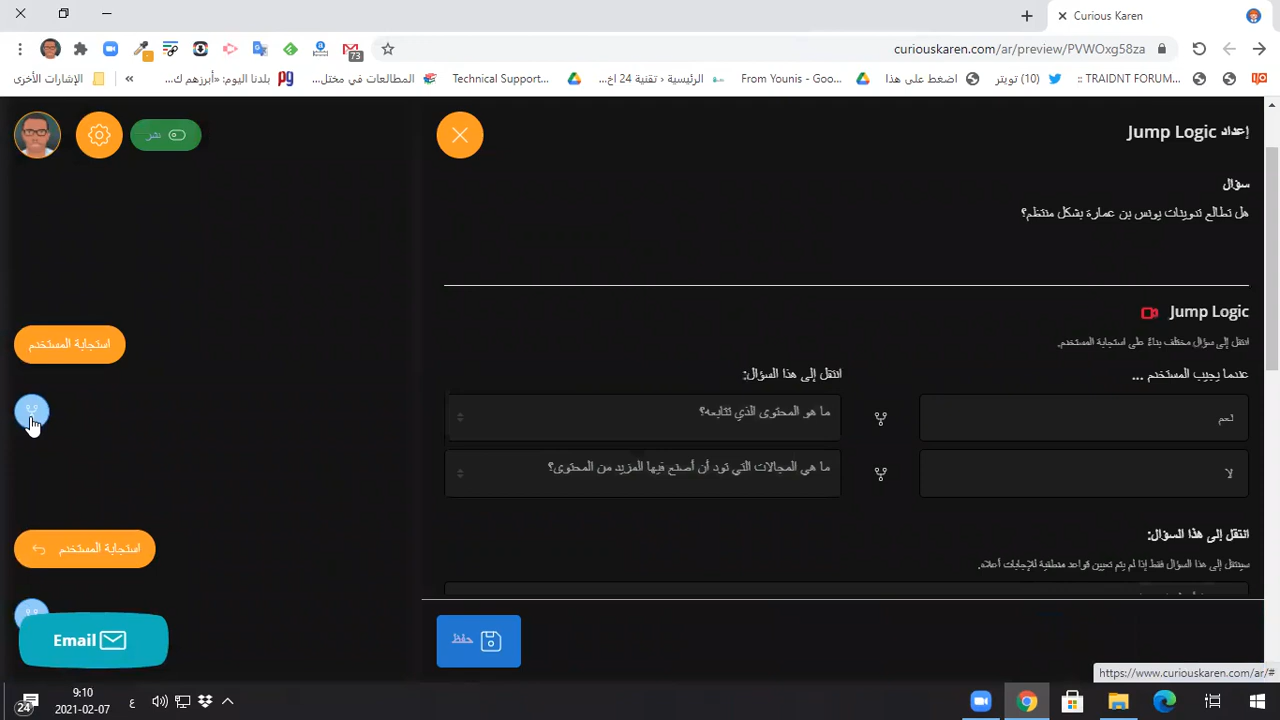 Curious Karen
curiouskaren.com/ar/preview/PVWOxg58za
73
:: TRAIDNT FORUM...
(10) تويتر
اضغط على هذا
From Younis - Goo...
الرئيسية › تقنية 24 اخ...
Technical Support...
المطالعات في مختل...
pg
بلدنا اليوم: «أبرزهم ك...
»
الإشارات الأخرى
نشر
إعداد Jump Logic
سؤال
هل تطالع تدوينات يونس بن عمارة بشكل منتظم؟
Jump Logic
انتقل إلى سؤال مختلف بناءً على استجابة المستخدم.
عندما يجيب المستخدم ...
انتقل إلى هذا السؤال:
نعم
ما هو المحتوى الذي تتابعه؟
لا
ما هي المجالات التي تود أن أصنع فيها المزيد من المحتوى؟
انتقل إلى هذا السؤال:
سينتقل إلى هذا السؤال فقط إذا لم يتم تعيين قواعد منطقية للإجابات أعلاه.
حفظ
استجابة المستخدم
استجابة المستخدم
Email
https://www.curiouskaren.com/ar/#
24
9:10
2021-02-07
ع